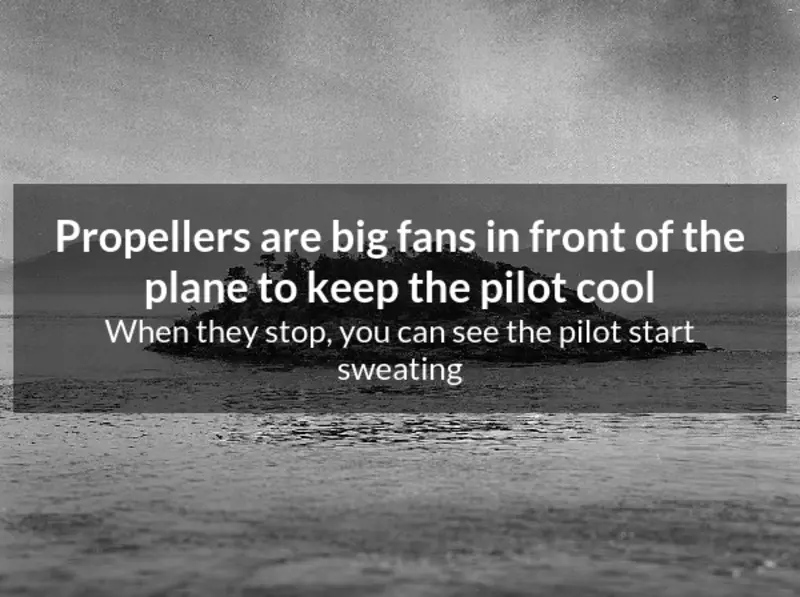 Propellers are big fans in front of the
plane to keep the pilot cool
When they stop, you can see the pilot start
sweating